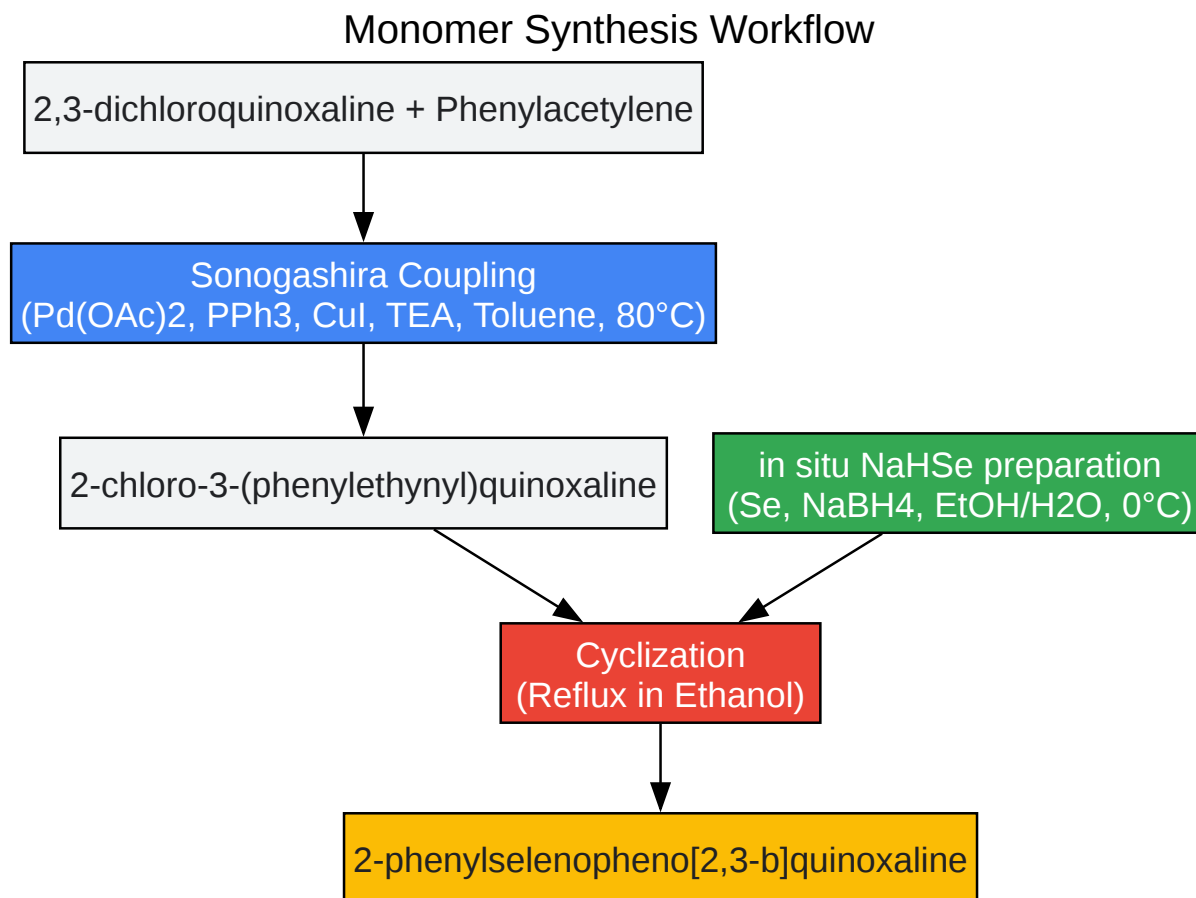 Monomer Synthesis Workflow
2,3-dichloroquinoxaline + Phenylacetylene
Sonogashira Coupling
(Pd(OAc)2, PPh3, CuI, TEA, Toluene, 80°C)
2-chloro-3-(phenylethynyl)quinoxaline
in situ NaHSe preparation
(Se, NaBH4, EtOH/H2O, 0°C)
Cyclization
(Reflux in Ethanol)
2-phenylselenopheno[2,3-b]quinoxaline